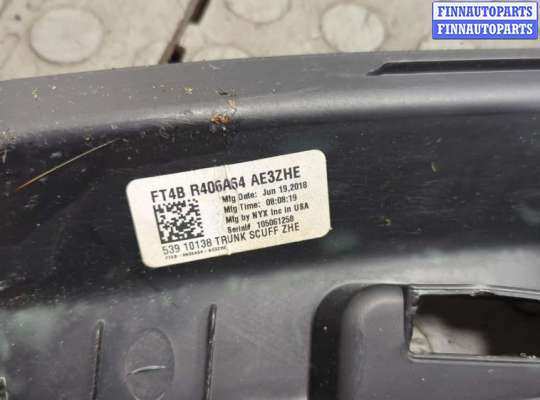 FINNAUTOPARTS
FINNAUTOPARTS
FT4B R406A64 AE3ZHE
Mfg Date: Jun 19,2018
Mfg Time: 08:08:19
Mfg by NYX Inc in USA
Serial# 105061258
539 10138 TRUNK SCUFF ZHE